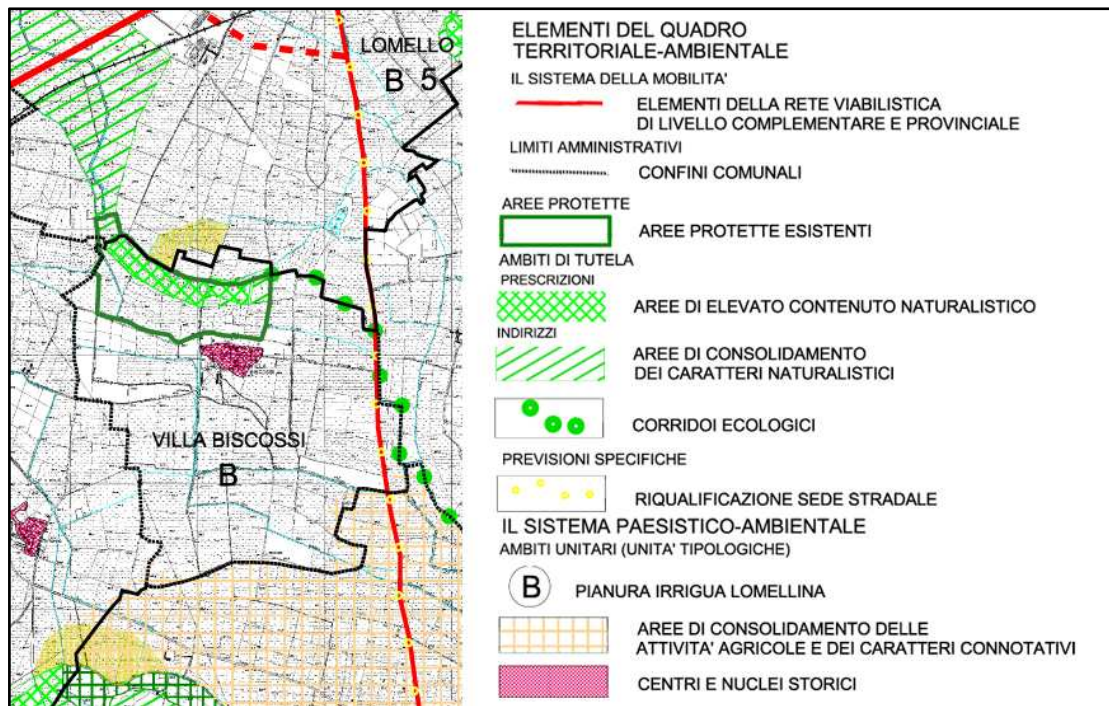 LOMELLO
B 5
VILLA BISCOSSI
B
ELEMENTI DEL QUADRO
TERRITORIALE-AMBIENTALE
IL SISTEMA DELLA MOBILITA'
ELEMENTI DELLA RETE VIABILISTICA
DI LIVELLO COMPLEMENTARE E PROVINCIALE
LIMITI AMMINISTRATIVI
CONFINI COMUNALI
AREE PROTETTE
AREE PROTETTE ESISTENTI
AMBITI DI TUTELA
PRESCRIZIONI
AREE DI ELEVATO CONTENUTO NATURALISTICO
INDIRIZZI
AREE DI CONSOLIDAMENTO
DEI CARATTERI NATURALISTICI
CORRIDOI ECOLOGICI
PREVISIONI SPECIFICHE
RIQUALIFICAZIONE SEDE STRADALE
IL SISTEMA PAESISTICO-AMBIENTALE
AMBITI UNITARI (UNITA' TIPOLOGICHE)
B
PIANURA IRRIGUA LOMELLINA
AREE DI CONSOLIDAMENTO DELLE
ATTIVITA' AGRICOLE E DEI CARATTERI CONNOTATIVI
CENTRI E NUCLEI STORICI